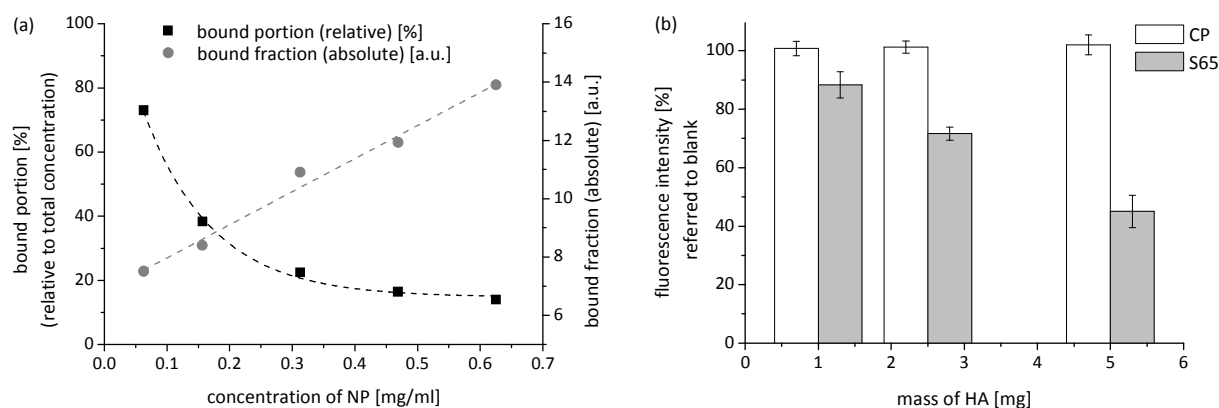 (a)
bound portion (relative) [%]
bound fraction (absolute) [a.u.]
bound portion [%]
(relative to total concentration)
100
80
60
40
20
0
0.0 0.1 0.2 0.3 0.4 0.5 0.6 0.7
concentration of NP [mg/ml]
16
14
12
10
8
6
bound fraction (absolute) [a.u.]
(b)
CP
S65
fluorescence intensity [%]
referred to blank
100
80
60
40
20
0
0 1 2 3 4 5 6
mass of HA [mg]